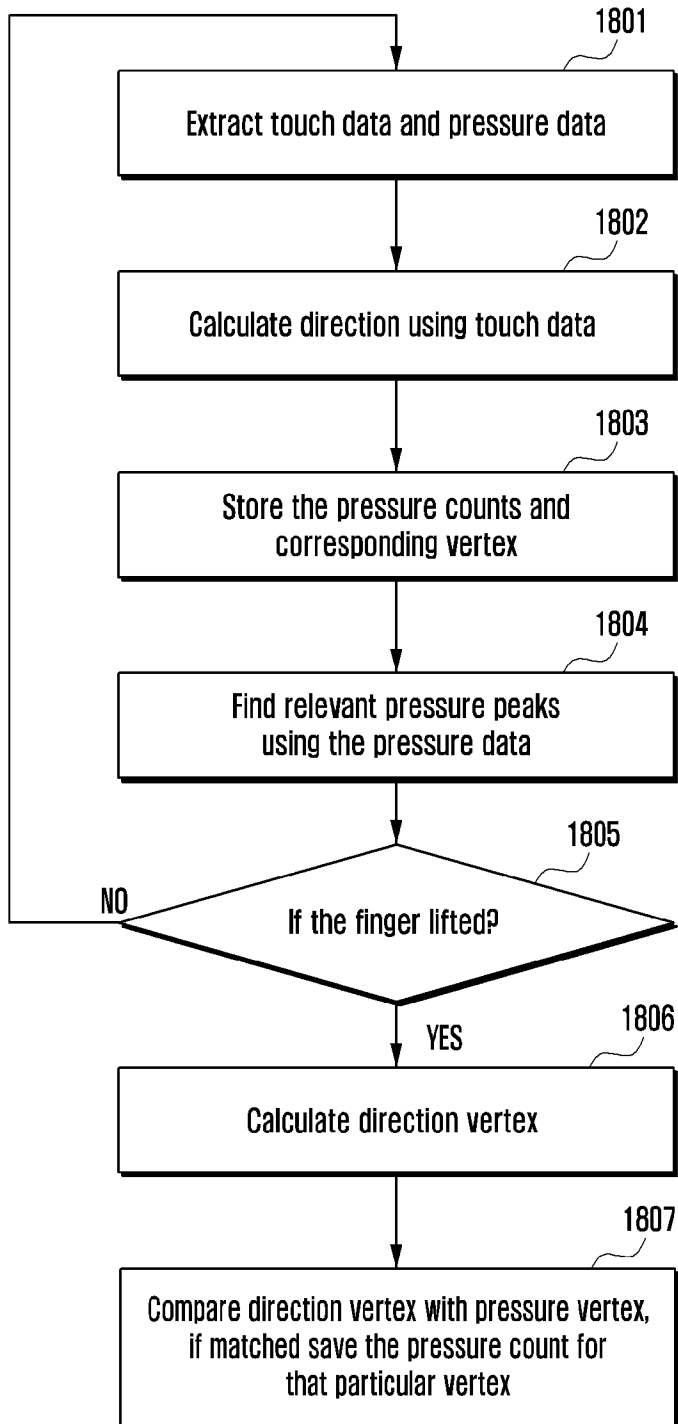 1801
Extract touch data and pressure data
1802
Calculate direction using touch data
1803
Store the pressure counts and
corresponding vertex
1804
Find relevant pressure peaks
using the pressure data
1805
If the finger lifted?
NO
YES
1806
Calculate direction vertex
1807
Compare direction vertex with pressure vertex,
if matched save the pressure count for
that particular vertex